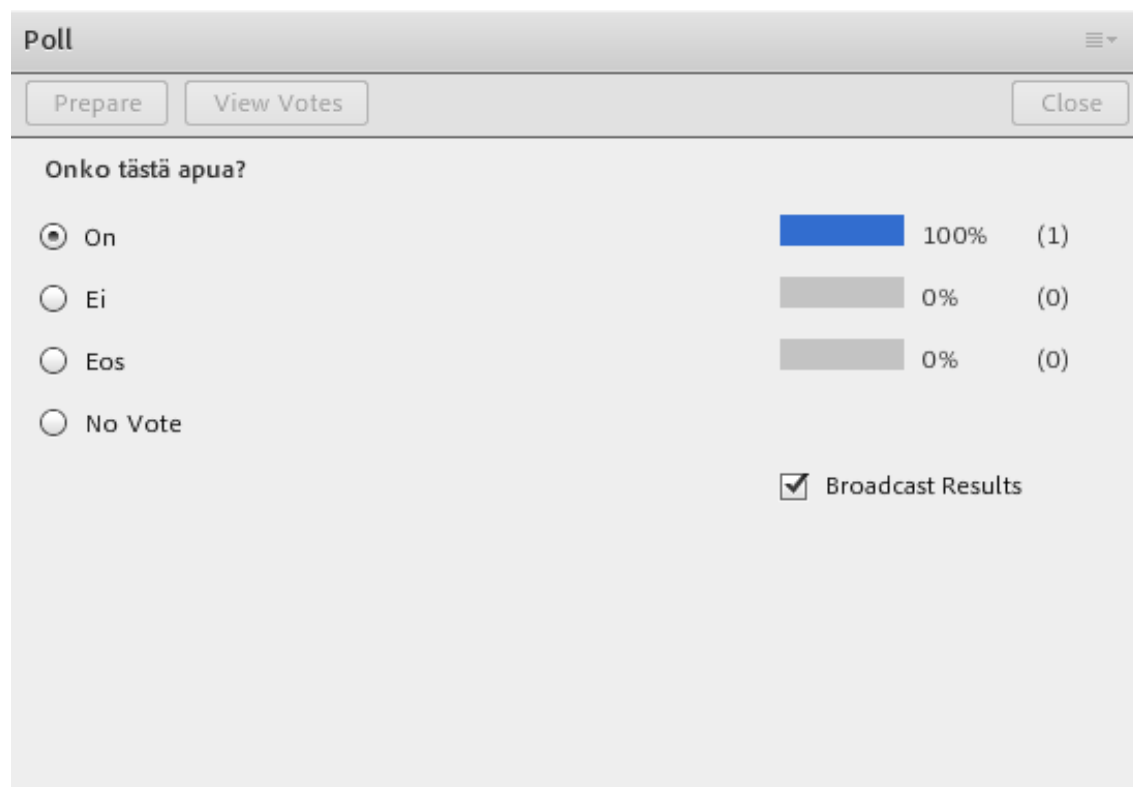 Poll
Prepare View Votes Close
Onko tästä apua?
On 100% (1)
Ei 0% (0)
Eos 0% (0)
No Vote
Broadcast Results